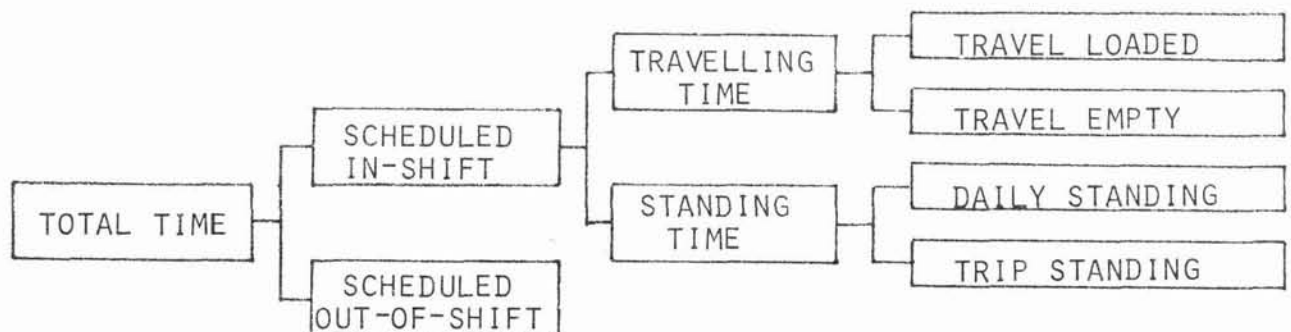 TOTAL TIME
SCHEDULED
IN-SHIFT
SCHEDULED
OUT-OF-SHIFT
TRAVELLING
TIME
STANDING
TIME
TRAVEL LOADED
TRAVEL EMPTY
DAILY STANDING
TRIP STANDING